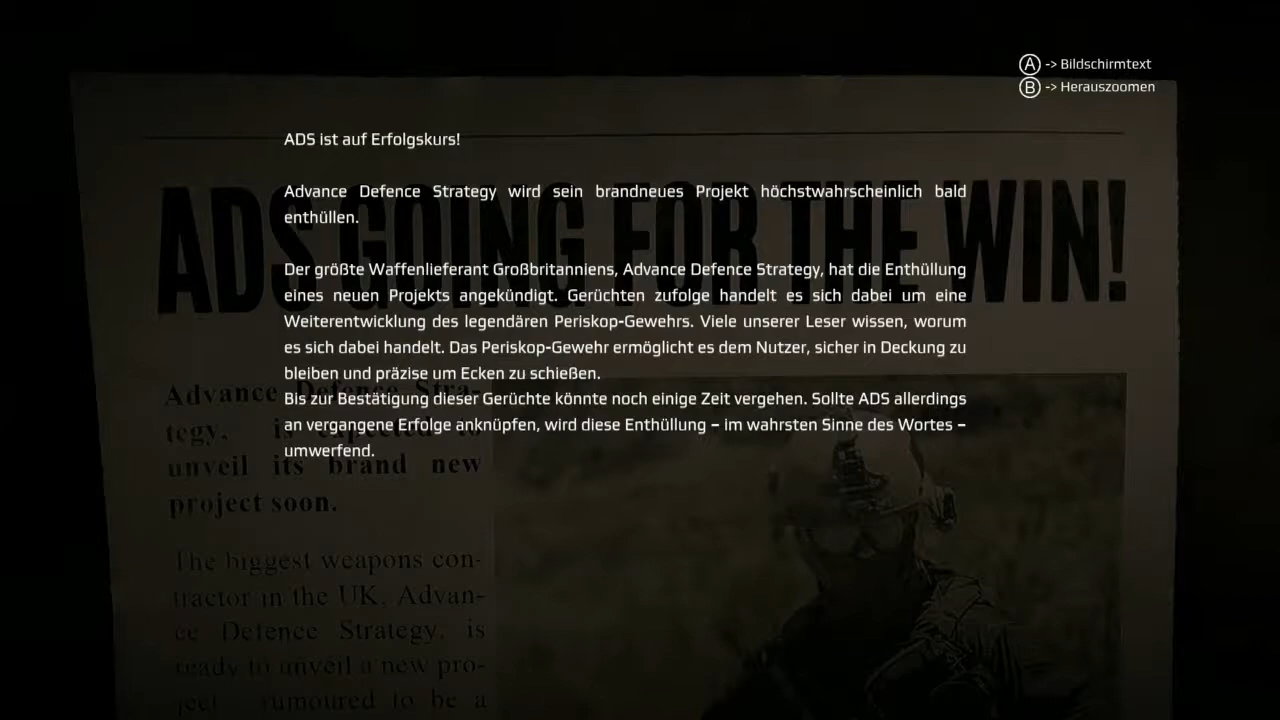 A -> Bildschirmtext
B -> Herauszoomen
ADS ist auf Erfolgskurs!
Advance Defence Strategy wird sein brandneues Projekt höchstwahrscheinlich bald
enthüllen.
Der größte Waffenlieferant Großbritanniens, Advance Defence Strategy, hat die Enthüllung
eines neuen Projekts angekündigt. Gerüchten zufolge handelt es sich dabei um eine
Weiterentwicklung des legendären Periskop-Gewehrs. Viele unserer Leser wissen, worum
es sich dabei handelt. Das Periskop-Gewehr ermöglicht es dem Nutzer, sicher in Deckung zu
bleiben und präzise um Ecken zu schießen.
Bis zur Bestätigung dieser Gerüchte könnte noch einige Zeit vergehen. Sollte ADS allerdings
an vergangene Erfolge anknüpfen, wird diese Enthüllung – im wahrsten Sinne des Wortes –
umwerfend.
ADS GOING FOR THE WIN!
Advance Defence Stra-
tegy, is expected to
unveil its brand new
project soon.
The biggest weapons con-
tractor in the UK, Advan-
ce Defence Strategy, is
ready to unveil a new pro-
ject rumoured to be a